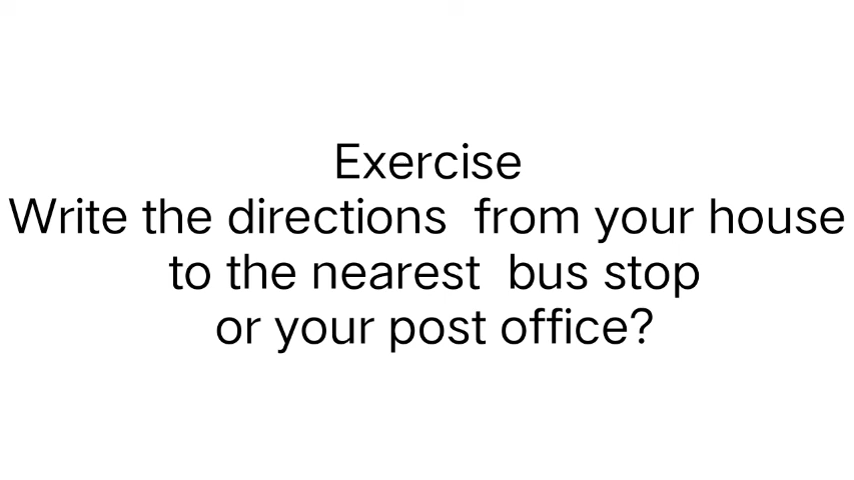 Exercise
Write the directions  from your house
to the nearest  bus stop
or your post office?